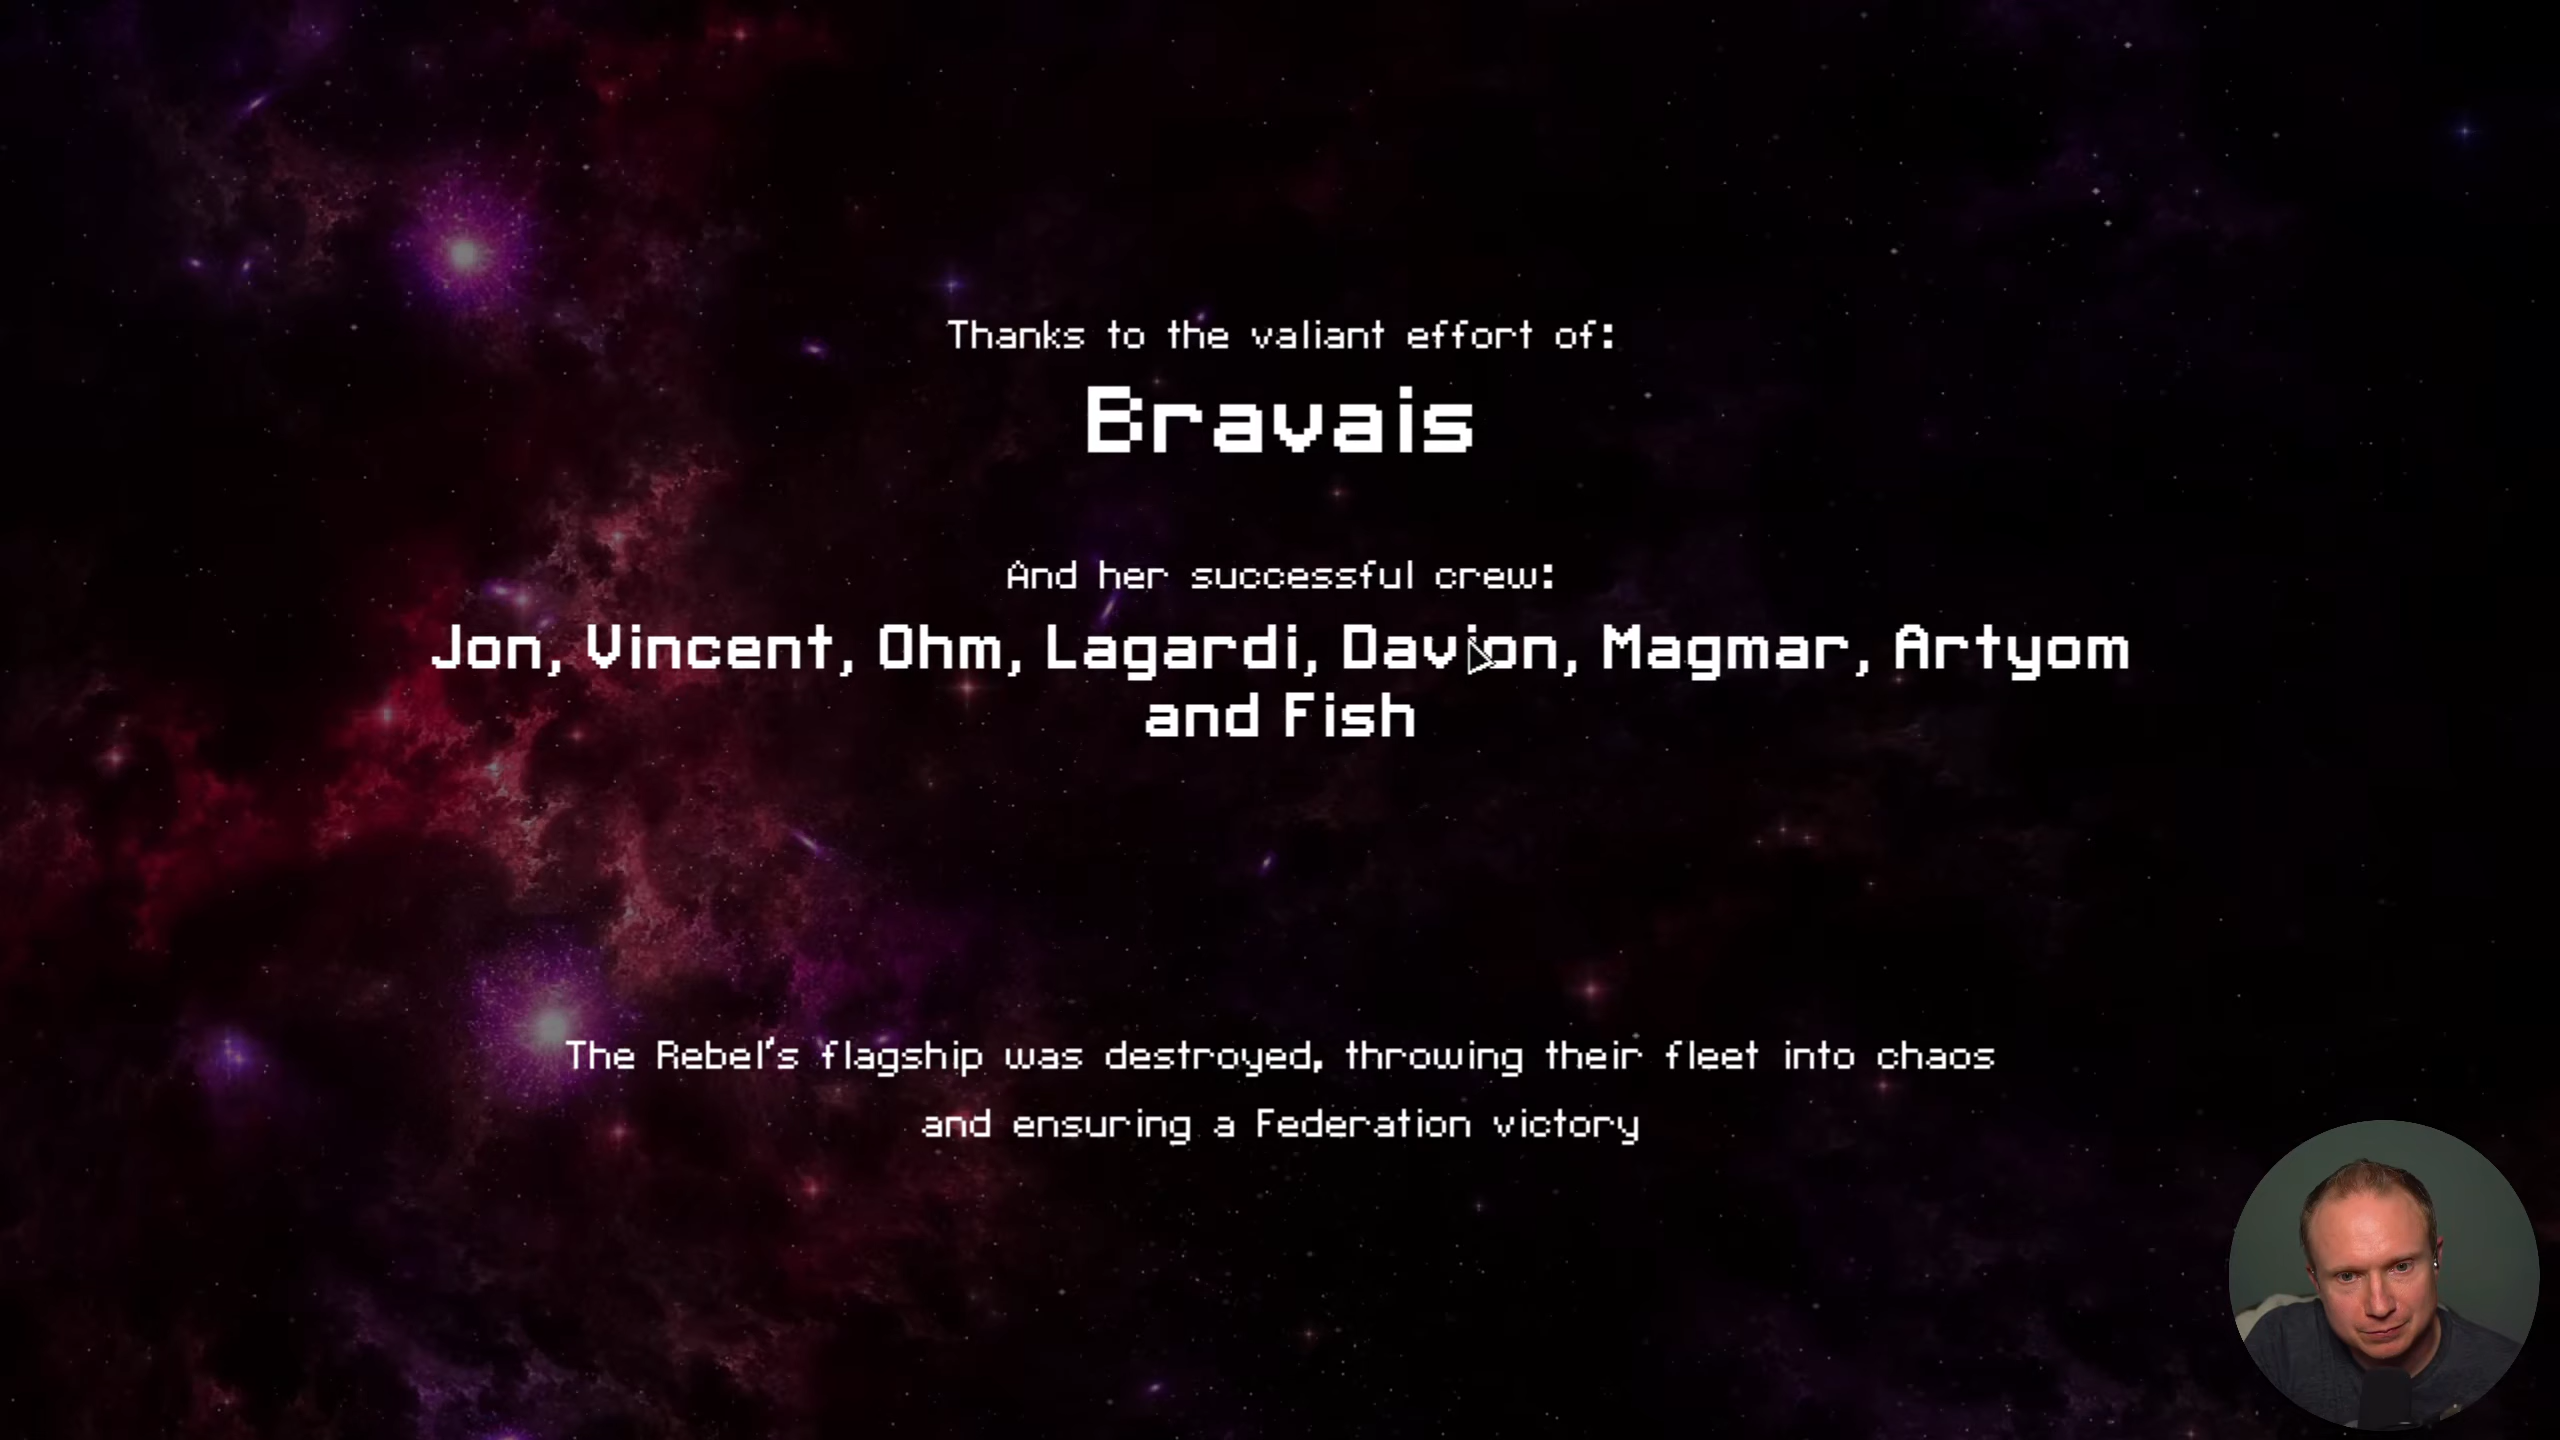 Thanks to the valiant effort of:
Bravais
And her successful crew:
Jon, Vincent, Ohm, Lagardi, Davion, Magmar, Artyom
and Fish
The Rebel's flagship was destroyed, throwing their fleet into chaos
and ensuring a Federation victory